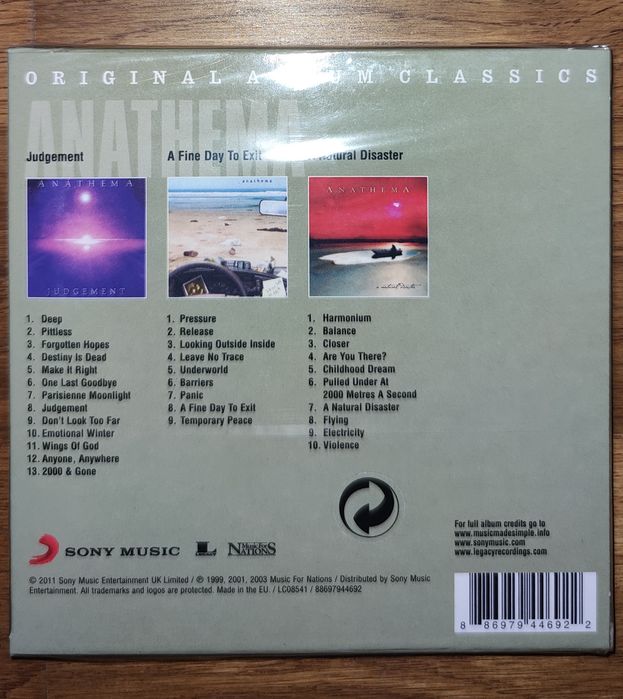 ORIGINAL ALBUM CLASSICS
ANATHEMA
Judgement
A Fine Day To Exit
Natural Disaster
ANATHEMA
JUDGEMENT
anathema
ANATHEMA
a natural disaster
1. Deep
2. Pitiless
3. Forgotten Hopes
4. Destiny Is Dead
5. Make It Right
6. One Last Goodbye
7. Parisienne Moonlight
8. Judgement
9. Don't Look Too Far
10. Emotional Winter
11. Wings Of God
12. Anyone, Anywhere
13. 2000 & Gone
1. Pressure
2. Release
3. Looking Outside Inside
4. Leave No Trace
5. Underworld
6. Barriers
7. Panic
8. A Fine Day To Exit
9. Temporary Peace
1. Harmonium
2. Balance
3. Closer
4. Are You There?
5. Childhood Dream
6. Pulled Under At
2000 Metres A Second
7. A Natural Disaster
8. Flying
9. Electricity
10. Violence
SONY MUSIC
Music For
NATIONS
For full album credits go to
www.musicmadesimple.info
www.sonymusic.com
www.legacyrecordings.com
© 2011 Sony Music Entertainment UK Limited / ℗ 1999, 2001, 2003 Music For Nations / Distributed by Sony Music
Entertainment. All trademarks and logos are protected. Made in the EU. / LC08541 / 88697944692
8 86979 44692 2